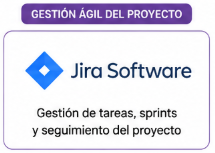 GESTIÓN ÁGIL DEL PROYECTO
Jira Software
Gestión de tareas, sprints
y seguimiento del proyecto